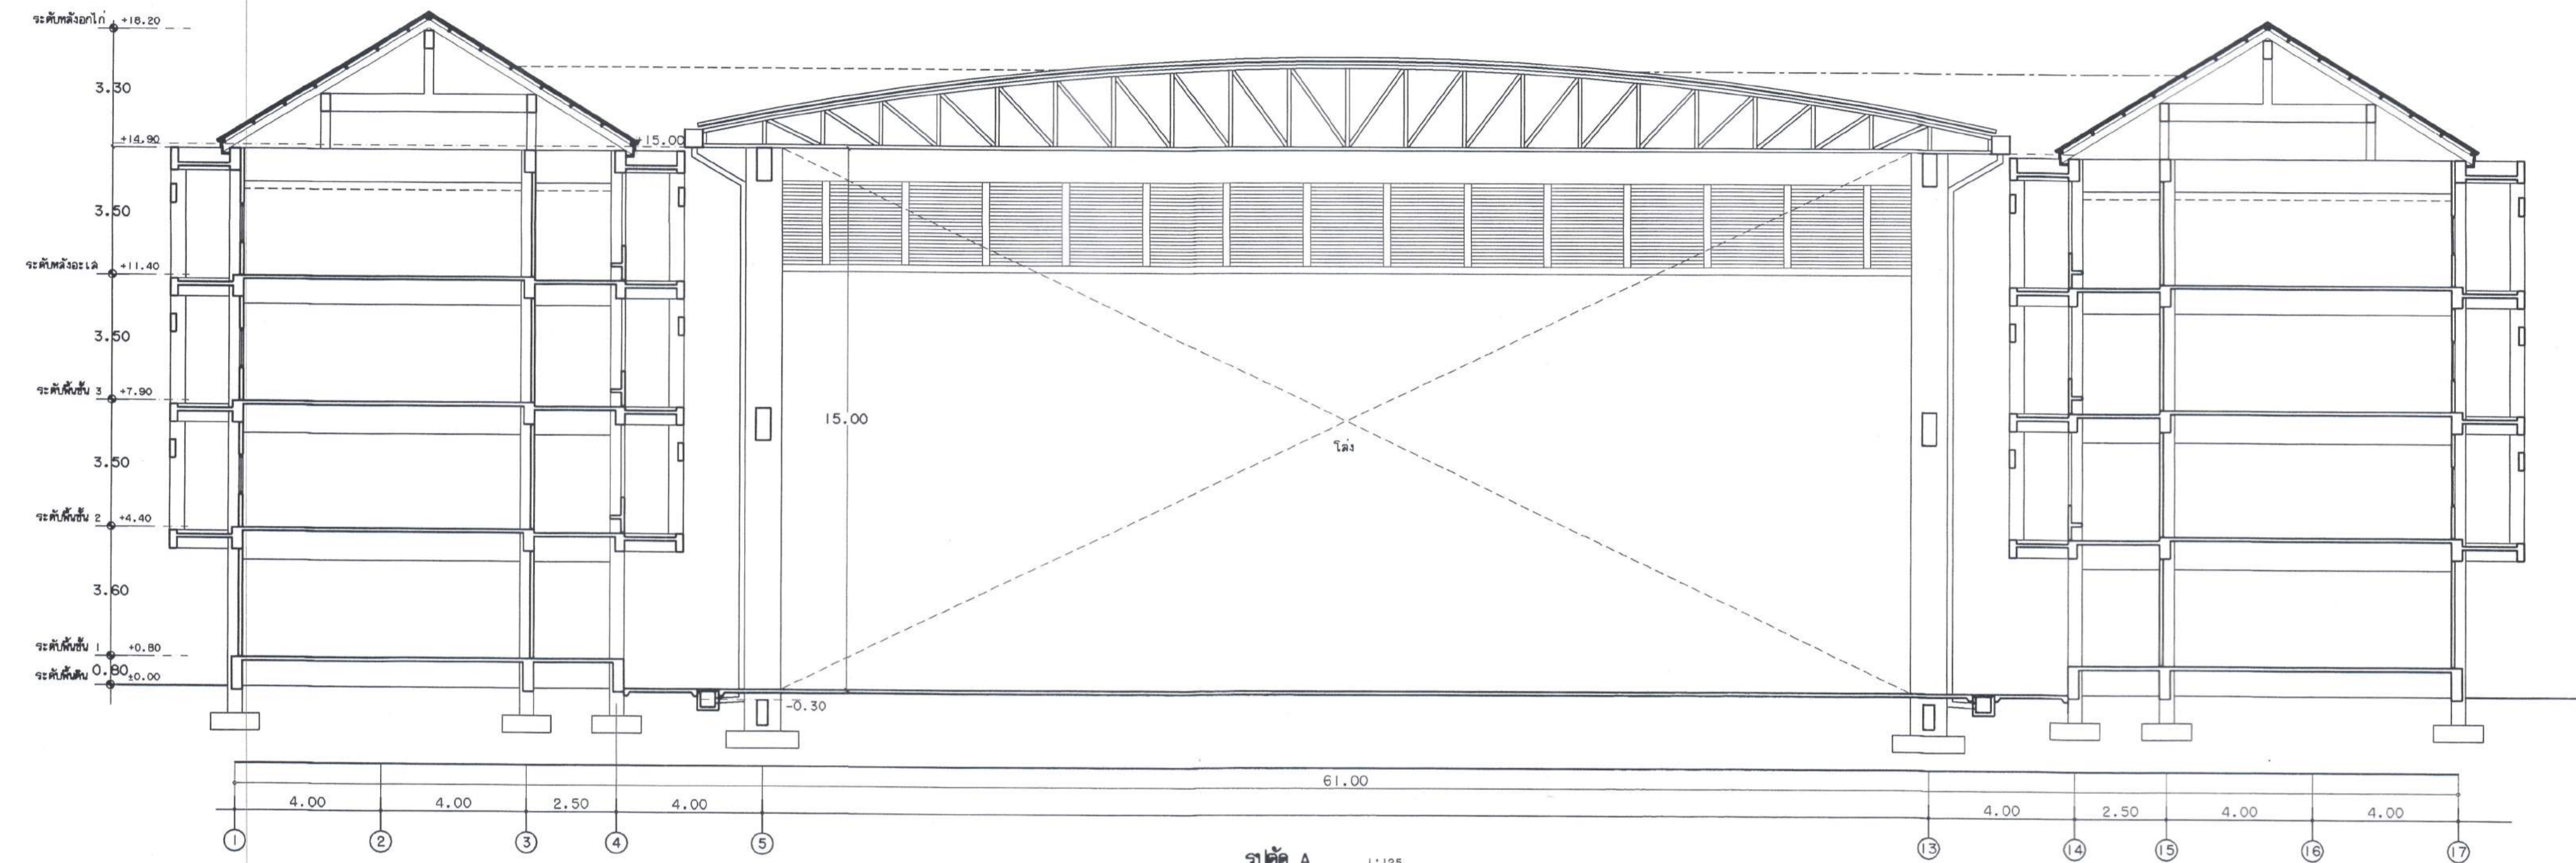 ระดับหลังอกไก่ +18.20
3.30
+14.90
+15.00
3.50
ระดับหลังอะเส +11.40
3.50
ระดับพื้นชั้น 3 +7.90
15.00
โล่ง
3.50
ระดับพื้นชั้น 2 +4.40
3.60
ระดับพื้นชั้น 1 +0.80
0.80
ระดับพื้นดิน ±0.00
-0.30
61.00
4.00 4.00 2.50 4.00 4.00 2.50 4.00 4.00
1 2 3 4 5 13 14 15 16 17
รูปตัด A 1:125